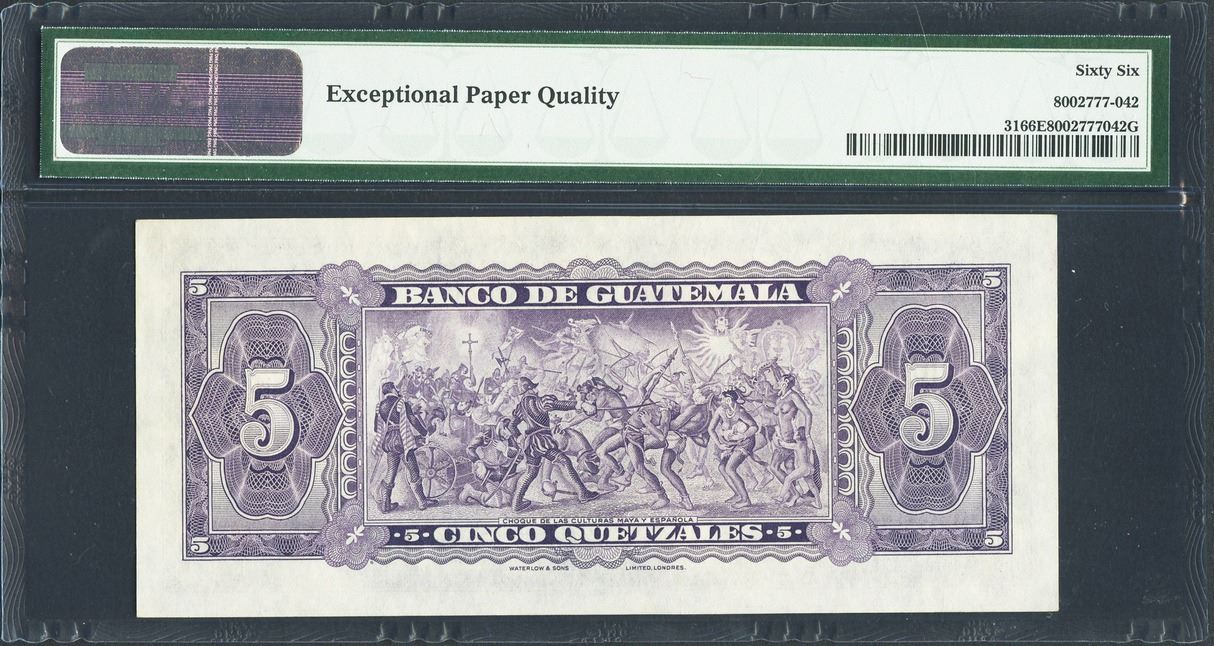 Exceptional Paper Quality
Sixty Six
8002777-042
3166E8002777042G
5 5
BANCO DE GUATEMALA
5 5
CHOQUE DE LAS CULTURAS MAYA Y ESPAÑOLA
5 · 5 · CINCO QUETZALES · 5 · 5
WATERLOW & SONS LIMITED, LONDRES.